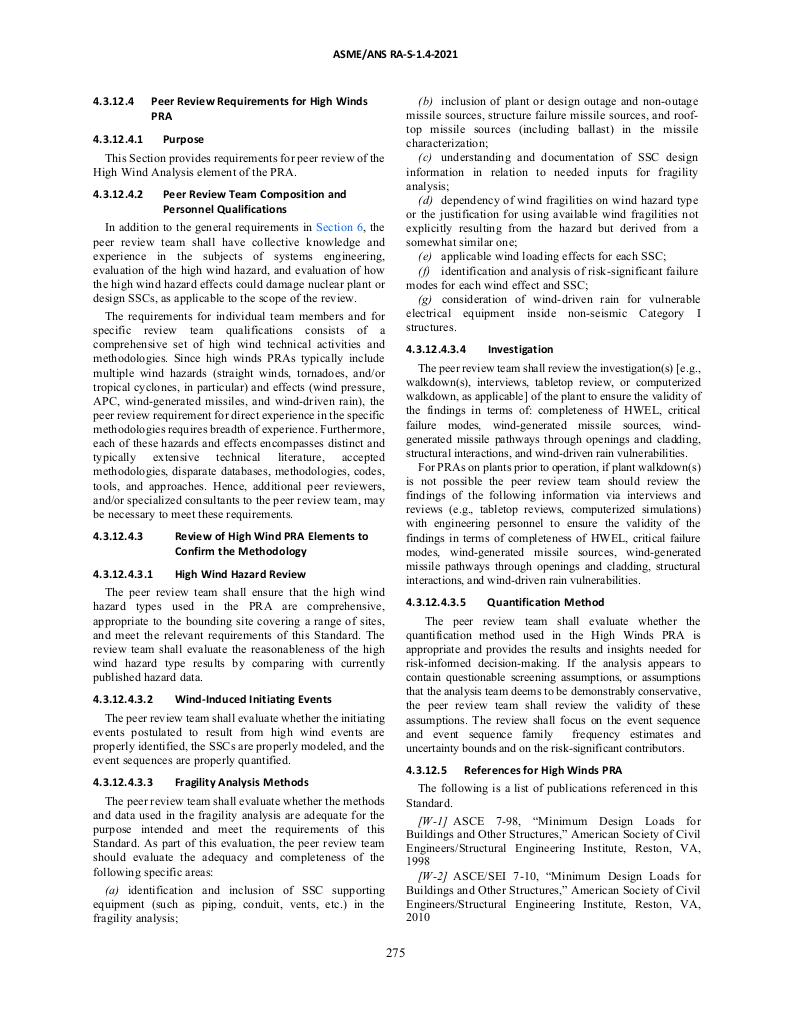 ASME/ANS RA-S-1.4-2021
4.3.12.4 Peer Review Requirements for High Winds
PRA
4.3.12.4.1 Purpose
This Section provides requirements for peer review of the
High Wind Analysis element of the PRA.
4.3.12.4.2 Peer Review Team Composition and
Personnel Qualifications
In addition to the general requirements in Section 6, the
peer review team shall have collective knowledge and
experience in the subjects of systems engineering,
evaluation of the high wind hazard, and evaluation of how
the high wind hazard effects could damage nuclear plant or
design SSCs, as applicable to the scope of the review.
The requirements for individual team members and for
specific review team qualifications consists of a
comprehensive set of high wind technical activities and
methodologies. Since high winds PRAs typically include
multiple wind hazards (straight winds, tornadoes, and/or
tropical cyclones, in particular) and effects (wind pressure,
APC, wind-generated missiles, and wind-driven rain), the
peer review requirement for direct experience in the specific
methodologies requires breadth of experience. Furthermore,
each of these hazards and effects encompasses distinct and
typically extensive technical literature, accepted
methodologies, disparate databases, methodologies, codes,
tools, and approaches. Hence, additional peer reviewers,
and/or specialized consultants to the peer review team, may
be necessary to meet these requirements.
4.3.12.4.3 Review of High Wind PRA Elements to
Confirm the Methodology
4.3.12.4.3.1 High Wind Hazard Review
The peer review team shall ensure that the high wind
hazard types used in the PRA are comprehensive,
appropriate to the bounding site covering a range of sites,
and meet the relevant requirements of this Standard. The
review team shall evaluate the reasonableness of the high
wind hazard type results by comparing with currently
published hazard data.
4.3.12.4.3.2 Wind-Induced Initiating Events
The peer review team shall evaluate whether the initiating
events postulated to result from high wind events are
properly identified, the SSCs are properly modeled, and the
event sequences are properly quantified.
4.3.12.4.3.3 Fragility Analysis Methods
The peer review team shall evaluate whether the methods
and data used in the fragility analysis are adequate for the
purpose intended and meet the requirements of this
Standard. As part of this evaluation, the peer review team
should evaluate the adequacy and completeness of the
following specific areas:
(a) identification and inclusion of SSC supporting
equipment (such as piping, conduit, vents, etc.) in the
fragility analysis;
(b) inclusion of plant or design outage and non-outage
missile sources, structure failure missile sources, and roof-
top missile sources (including ballast) in the missile
characterization;
(c) understanding and documentation of SSC design
information in relation to needed inputs for fragility
analysis;
(d) dependency of wind fragilities on wind hazard type
or the justification for using available wind fragilities not
explicitly resulting from the hazard but derived from a
somewhat similar one;
(e) applicable wind loading effects for each SSC;
(f) identification and analysis of risk-significant failure
modes for each wind effect and SSC;
(g) consideration of wind-driven rain for vulnerable
electrical equipment inside non-seismic Category I
structures.
4.3.12.4.3.4 Investigation
The peer review team shall review the investigation(s) [e.g.,
walkdown(s), interviews, tabletop review, or computerized
walkdown, as applicable] of the plant to ensure the validity of
the findings in terms of: completeness of HWEL, critical
failure modes, wind-generated missile sources, wind-
generated missile pathways through openings and cladding,
structural interactions, and wind-driven rain vulnerabilities.
For PRAs on plants prior to operation, if plant walkdown(s)
is not possible the peer review team should review the
findings of the following information via interviews and
reviews (e.g., tabletop reviews, computerized simulations)
with engineering personnel to ensure the validity of the
findings in terms of completeness of HWEL, critical failure
modes, wind-generated missile sources, wind-generated
missile pathways through openings and cladding, structural
interactions, and wind-driven rain vulnerabilities.
4.3.12.4.3.5 Quantification Method
The peer review team shall evaluate whether the
quantification method used in the High Winds PRA is
appropriate and provides the results and insights needed for
risk-informed decision-making. If the analysis appears to
contain questionable screening assumptions, or assumptions
that the analysis team deems to be demonstrably conservative,
the peer review team shall review the validity of these
assumptions. The review shall focus on the event sequence
and event sequence family frequency estimates and
uncertainty bounds and on the risk-significant contributors.
4.3.12.5 References for High Winds PRA
The following is a list of publications referenced in this
Standard.
[W-1] ASCE 7-98, “Minimum Design Loads for
Buildings and Other Structures,” American Society of Civil
Engineers/Structural Engineering Institute, Reston, VA,
1998
[W-2] ASCE/SEI 7-10, “Minimum Design Loads for
Buildings and Other Structures,” American Society of Civil
Engineers/Structural Engineering Institute, Reston, VA,
2010
275